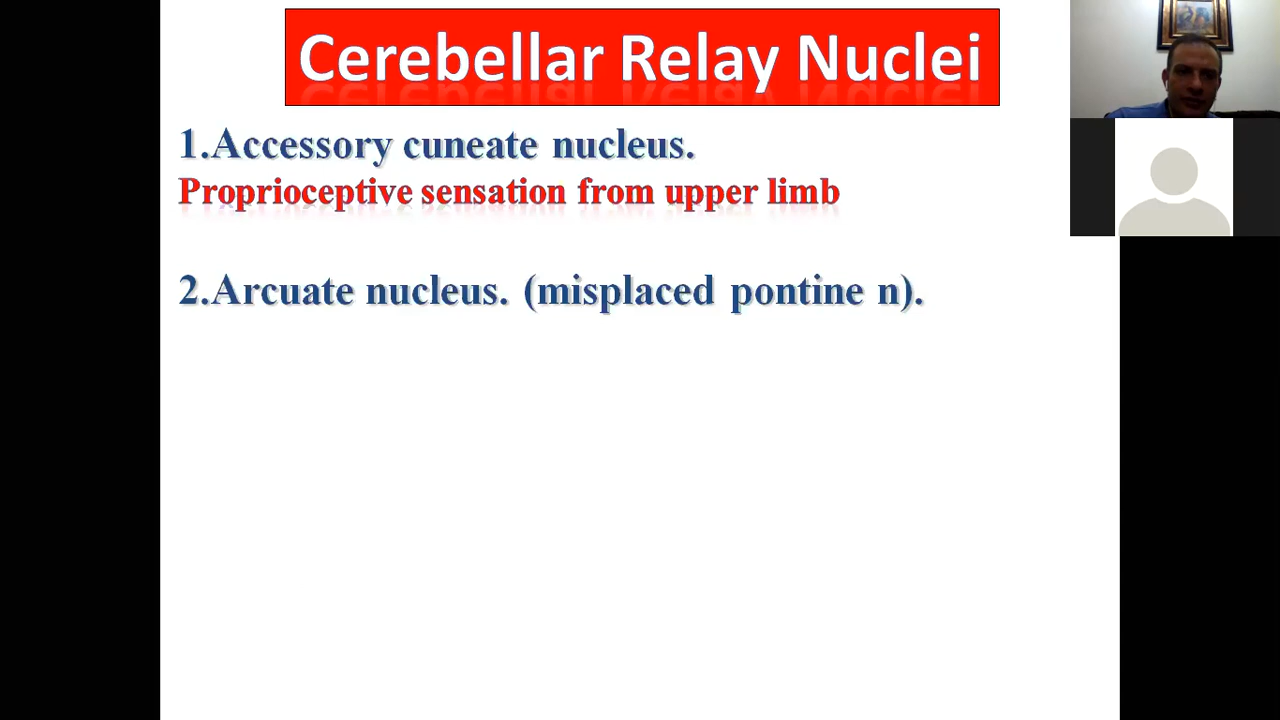 Cerebellar Relay Nuclei
1.Accessory cuneate nucleus.
Proprioceptive sensation from upper limb
2.Arcuate nucleus. (misplaced pontine n).